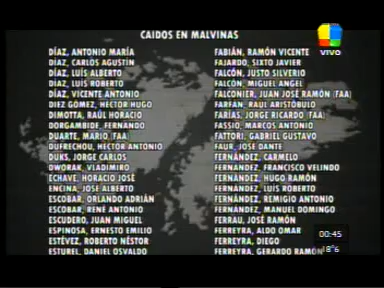 CAIDOS EN MALVINAS
DÍAZ, ANTONIO MARÍA
DÍAZ, CARLOS AGUSTÍN
DÍAZ, LUIS ALBERTO
DÍAZ, LUIS ROBERTO
DÍAZ, VICENTE ANTONIO
DIEZ GÓMEZ, HÉCTOR HUGO
DIMOTTA, RAÚL HORACIO
DORGAMBIDE, FERNANDO
DUARTE, MARIO (FAA)
DUFRECHOU, HÉCTOR ANTONIO
DUKS, JORGE CARLOS
DWORAK, VLADIMIRO
ECHAVE, HORACIO JOSÉ
ENCINA, JOSÉ ALBERTO
ESCOBAR, ORLANDO ADRIÁN
ESCOBAR, RENÉ ANTONIO
ESCUDERO, JUAN MIGUEL
ESPINOSA, ERNESTO EMILIO
ESTÉVEZ, ROBERTO NÉSTOR
ESTUREL, DANIEL OSVALDO
FABIÁN, RAMÓN VICENTE
FAJARDO, SIXTO JAVIER
FALCÓN, JUSTO SILVERIO
FALCÓN, MIGUEL ANGEL
FALCONIER, JUAN JOSÉ RAMÓN (FAA)
FARFÁN, RAUL ARISTÓBULO
FARÍAS, JORGE RICARDO (FAA)
FASSIO, MARCOS ANTONIO
FATTORI, GABRIEL GUSTAVO
FAUR, JOSÉ DANTE
FERNÁNDEZ, CARMELO
FERNÁNDEZ, FRANCISCO VELINDO
FERNÁNDEZ, HUGO RAMÓN
FERNÁNDEZ, LUIS ROBERTO
FERNÁNDEZ, REMIGIO ANTONIO
FERNÁNDEZ, MANUEL DOMINGO
FERRAU, JOSÉ RAMÓN
FERREYRA, ALDO OMAR
FERREYRA, DIEGO
FERREYRA, GERARDO RAMÓN
VIVO
00:45
18°6